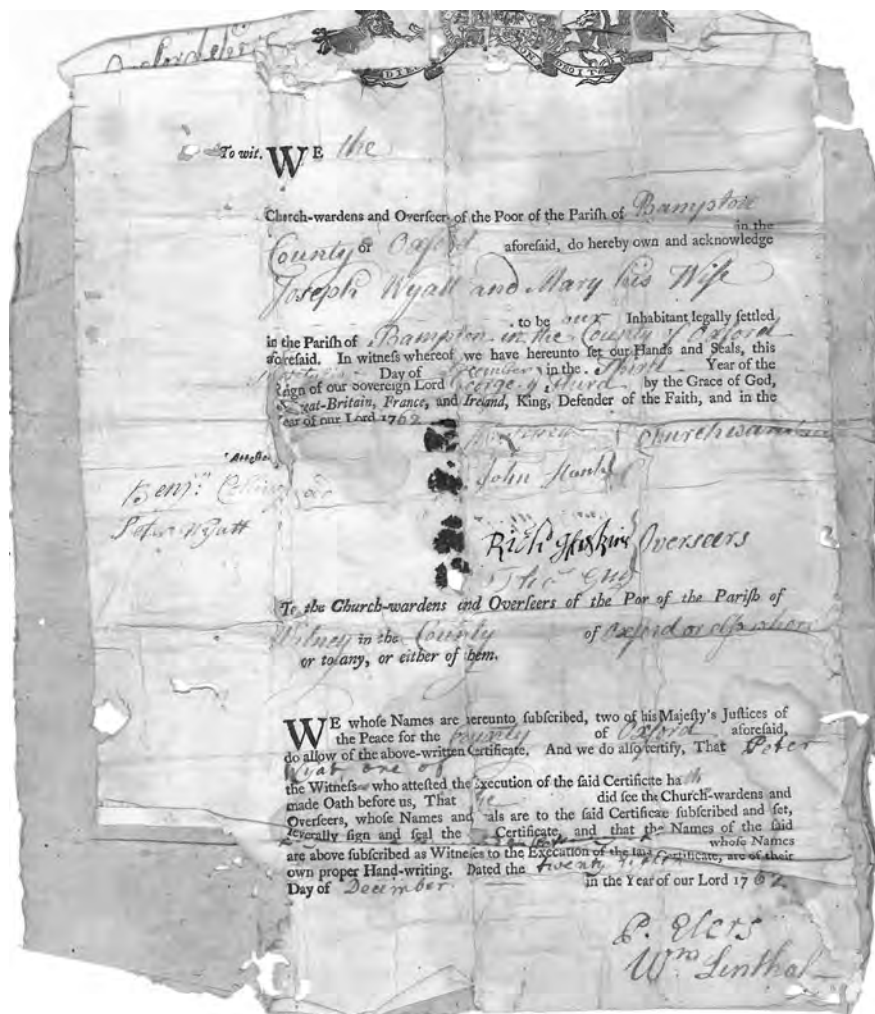 Oxfordshire
DIE ON DROIT
To wit. WE the
Church-wardens and Overseers of the Poor of the Pariſh of Bampton
in the
County of Oxford aforeſaid, do hereby own and acknowledge
Joseph Wyatt and Mary his Wife
to be our Inhabitant legally ſettled
in the Pariſh of Bampton in the County of Oxford
aforeſaid. In witneſs whereof we have hereunto ſet our Hands and Seals, this
Day of December in the Third Year of the
Reign of our ſovereign Lord George ye Third by the Grace of God,
Great-Britain, France, and Ireland, King, Defender of the Faith, and in the
Year of our Lord 1762
Churchwardens
Atteſted
John Hanks
Benjn. Collingwood
Peter Wyatt
Richd Gaskins Overseers
Thos Guy
To the Church-wardens and Overſeers of the Por of the Pariſh of
Witney in the County of Oxford or elsewhere
or to any, or either of them.
WE whoſe Names are hereunto ſubſcribed, two of his Majeſty's Juſtices of
the Peace for the County of Oxford aforeſaid,
do allow of the above-written Certificate. And we do alſo certify, That Peter
Wyat one of
the Witneſs who atteſted the Execution of the ſaid Certificate hath
made Oath before us, That he did ſee the Church-wardens and
Overſeers, whoſe Names and Seals are to the ſaid Certificate ſubſcribed and ſet,
ſeverally ſign and ſeal the Certificate, and that the Names of the ſaid
whoſe Names
are above ſubſcribed as Witneſſes to the Execution of the ſaid Certificate, are of their
own proper Hand-writing. Dated the twenty
Day of December in the Year of our Lord 1762
P. Elers
Wm Lenthal